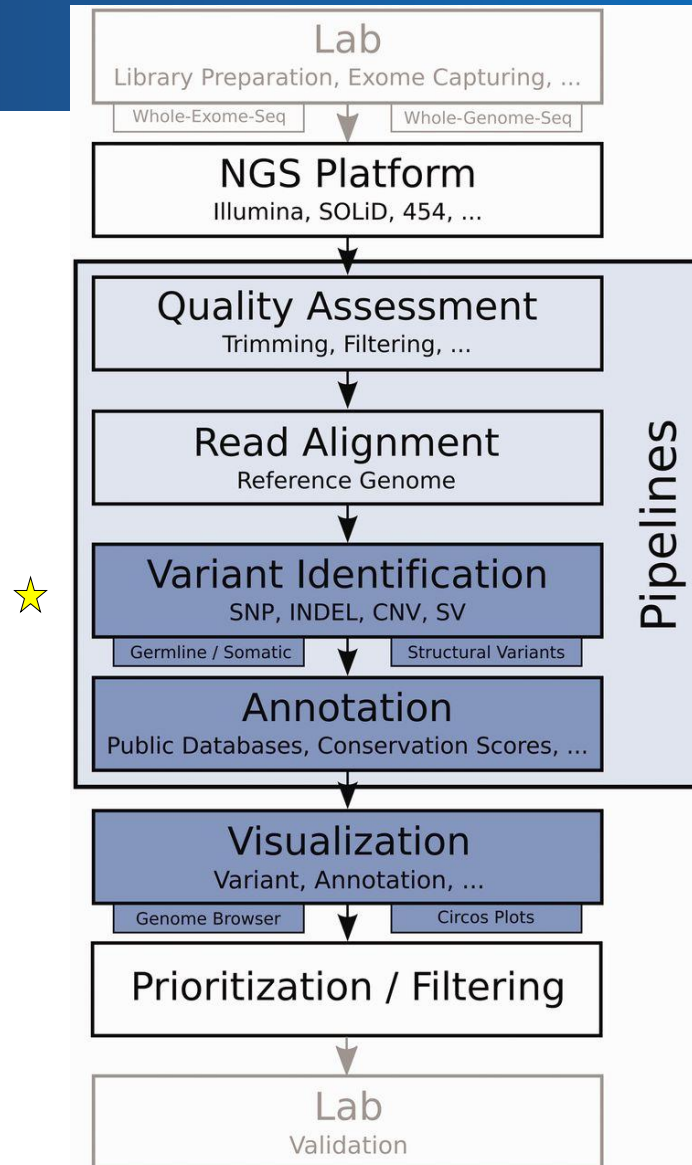 Lab
Library Preparation, Exome Capturing, ...
Whole-Exome-Seq
Whole-Genome-Seq
NGS Platform
Illumina, SOLiD, 454, ...
Quality Assessment
Trimming, Filtering, ...
Read Alignment
Reference Genome
Variant Identification
SNP, INDEL, CNV, SV
Germline / Somatic
Structural Variants
Annotation
Public Databases, Conservation Scores, ...
Pipelines
Visualization
Variant, Annotation, ...
Genome Browser
Circos Plots
Prioritization / Filtering
Lab
Validation